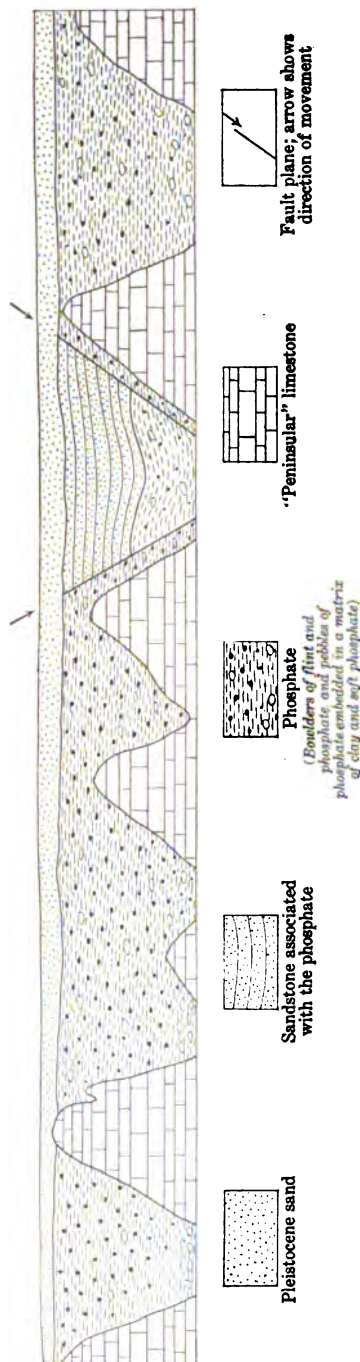 Pleistocene sand
Sandstone associated
with the phosphate
Phosphate
(Bowlders of flint and
phosphate and pebbles of
phosphate embedded in a matrix
of clay and soft phosphate)
"Peninsular" limestone
Fault plane; arrow shows
direction of movement